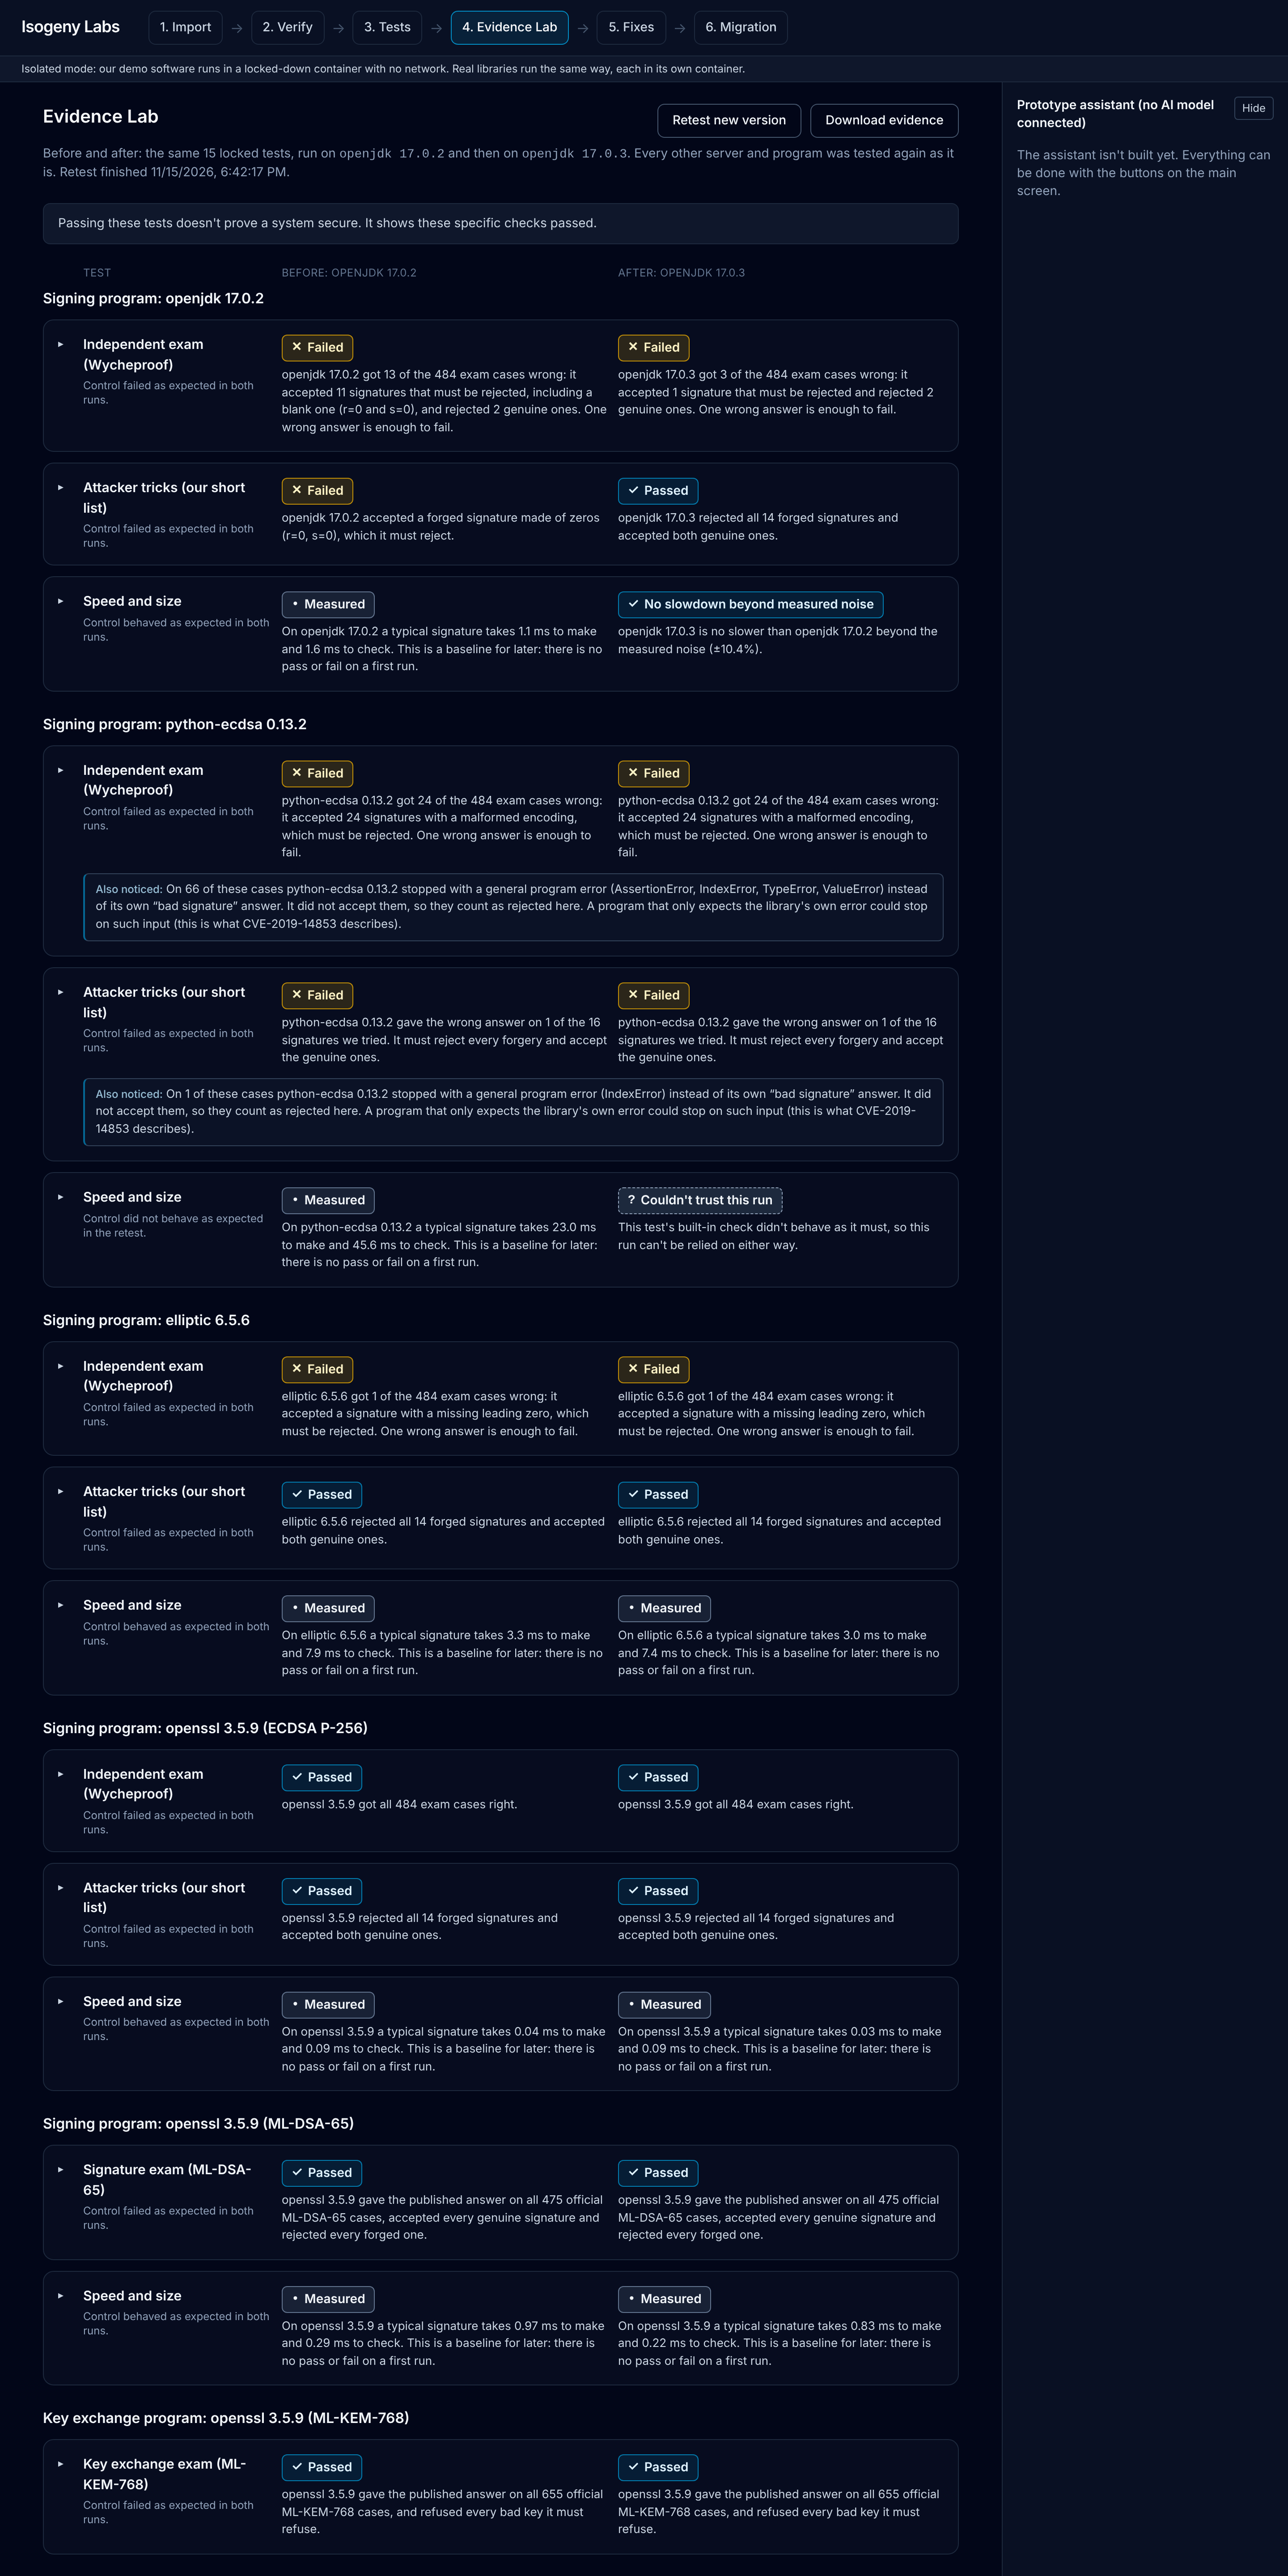 Isogeny Labs
1. Import → 2. Verify → 3. Tests → 4. Evidence Lab → 5. Fixes → 6. Migration
Isolated mode: our demo software runs in a locked-down container with no network. Real libraries run the same way, each in its own container.
Evidence Lab
Retest new version
Download evidence
Before and after: the same 15 locked tests, run on openjdk 17.0.2 and then on openjdk 17.0.3. Every other server and program was tested again as it
is. Retest finished 11/15/2026, 6:42:17 PM.
Passing these tests doesn't prove a system secure. It shows these specific checks passed.
TEST
BEFORE: OPENJDK 17.0.2
AFTER: OPENJDK 17.0.3
Signing program: openjdk 17.0.2
Independent exam
(Wycheproof)
Control failed as expected in both
runs.
✕ Failed
openjdk 17.0.2 got 13 of the 484 exam cases wrong: it
accepted 11 signatures that must be rejected, including a
blank one (r=0 and s=0), and rejected 2 genuine ones. One
wrong answer is enough to fail.
✕ Failed
openjdk 17.0.3 got 3 of the 484 exam cases wrong: it
accepted 1 signature that must be rejected and rejected 2
genuine ones. One wrong answer is enough to fail.
Attacker tricks (our short
list)
Control failed as expected in both
runs.
✕ Failed
openjdk 17.0.2 accepted a forged signature made of zeros
(r=0, s=0), which it must reject.
✓ Passed
openjdk 17.0.3 rejected all 14 forged signatures and
accepted both genuine ones.
Speed and size
Control behaved as expected in both
runs.
• Measured
On openjdk 17.0.2 a typical signature takes 1.1 ms to make
and 1.6 ms to check. This is a baseline for later: there is no
pass or fail on a first run.
✓ No slowdown beyond measured noise
openjdk 17.0.3 is no slower than openjdk 17.0.2 beyond the
measured noise (±10.4%).
Signing program: python-ecdsa 0.13.2
Independent exam
(Wycheproof)
Control failed as expected in both
runs.
✕ Failed
python-ecdsa 0.13.2 got 24 of the 484 exam cases wrong:
it accepted 24 signatures with a malformed encoding,
which must be rejected. One wrong answer is enough to
fail.
✕ Failed
python-ecdsa 0.13.2 got 24 of the 484 exam cases wrong:
it accepted 24 signatures with a malformed encoding,
which must be rejected. One wrong answer is enough to
fail.
Also noticed: On 66 of these cases python-ecdsa 0.13.2 stopped with a general program error (AssertionError, IndexError, TypeError, ValueError) instead
of its own “bad signature” answer. It did not accept them, so they count as rejected here. A program that only expects the library's own error could stop
on such input (this is what CVE-2019-14853 describes).
Attacker tricks (our short
list)
Control failed as expected in both
runs.
✕ Failed
python-ecdsa 0.13.2 gave the wrong answer on 1 of the 16
signatures we tried. It must reject every forgery and accept
the genuine ones.
✕ Failed
python-ecdsa 0.13.2 gave the wrong answer on 1 of the 16
signatures we tried. It must reject every forgery and accept
the genuine ones.
Also noticed: On 1 of these cases python-ecdsa 0.13.2 stopped with a general program error (IndexError) instead of its own “bad signature” answer. It did
not accept them, so they count as rejected here. A program that only expects the library's own error could stop on such input (this is what CVE-2019-
14853 describes).
Speed and size
Control did not behave as expected
in the retest.
• Measured
On python-ecdsa 0.13.2 a typical signature takes 23.0 ms
to make and 45.6 ms to check. This is a baseline for later:
there is no pass or fail on a first run.
? Couldn't trust this run
This test's built-in check didn't behave as it must, so this
run can't be relied on either way.
Signing program: elliptic 6.5.6
Independent exam
(Wycheproof)
Control failed as expected in both
runs.
✕ Failed
elliptic 6.5.6 got 1 of the 484 exam cases wrong: it
accepted a signature with a missing leading zero, which
must be rejected. One wrong answer is enough to fail.
✕ Failed
elliptic 6.5.6 got 1 of the 484 exam cases wrong: it
accepted a signature with a missing leading zero, which
must be rejected. One wrong answer is enough to fail.
Attacker tricks (our short
list)
Control failed as expected in both
runs.
✓ Passed
elliptic 6.5.6 rejected all 14 forged signatures and accepted
both genuine ones.
✓ Passed
elliptic 6.5.6 rejected all 14 forged signatures and accepted
both genuine ones.
Speed and size
Control behaved as expected in both
runs.
• Measured
On elliptic 6.5.6 a typical signature takes 3.3 ms to make
and 7.9 ms to check. This is a baseline for later: there is no
pass or fail on a first run.
• Measured
On elliptic 6.5.6 a typical signature takes 3.0 ms to make
and 7.4 ms to check. This is a baseline for later: there is no
pass or fail on a first run.
Signing program: openssl 3.5.9 (ECDSA P-256)
Independent exam
(Wycheproof)
Control failed as expected in both
runs.
✓ Passed
openssl 3.5.9 got all 484 exam cases right.
✓ Passed
openssl 3.5.9 got all 484 exam cases right.
Attacker tricks (our short
list)
Control failed as expected in both
runs.
✓ Passed
openssl 3.5.9 rejected all 14 forged signatures and
accepted both genuine ones.
✓ Passed
openssl 3.5.9 rejected all 14 forged signatures and
accepted both genuine ones.
Speed and size
Control behaved as expected in both
runs.
• Measured
On openssl 3.5.9 a typical signature takes 0.04 ms to make
and 0.09 ms to check. This is a baseline for later: there is
no pass or fail on a first run.
• Measured
On openssl 3.5.9 a typical signature takes 0.03 ms to make
and 0.09 ms to check. This is a baseline for later: there is
no pass or fail on a first run.
Signing program: openssl 3.5.9 (ML-DSA-65)
Signature exam (ML-DSA-
65)
Control failed as expected in both
runs.
✓ Passed
openssl 3.5.9 gave the published answer on all 475 official
ML-DSA-65 cases, accepted every genuine signature and
rejected every forged one.
✓ Passed
openssl 3.5.9 gave the published answer on all 475 official
ML-DSA-65 cases, accepted every genuine signature and
rejected every forged one.
Speed and size
Control behaved as expected in both
runs.
• Measured
On openssl 3.5.9 a typical signature takes 0.97 ms to make
and 0.29 ms to check. This is a baseline for later: there is
no pass or fail on a first run.
• Measured
On openssl 3.5.9 a typical signature takes 0.83 ms to make
and 0.22 ms to check. This is a baseline for later: there is
no pass or fail on a first run.
Key exchange program: openssl 3.5.9 (ML-KEM-768)
Key exchange exam (ML-
KEM-768)
Control failed as expected in both
runs.
✓ Passed
openssl 3.5.9 gave the published answer on all 655 official
ML-KEM-768 cases, and refused every bad key it must
refuse.
✓ Passed
openssl 3.5.9 gave the published answer on all 655 official
ML-KEM-768 cases, and refused every bad key it must
refuse.
Prototype assistant (no AI model
connected)
Hide
The assistant isn't built yet. Everything can
be done with the buttons on the main
screen.